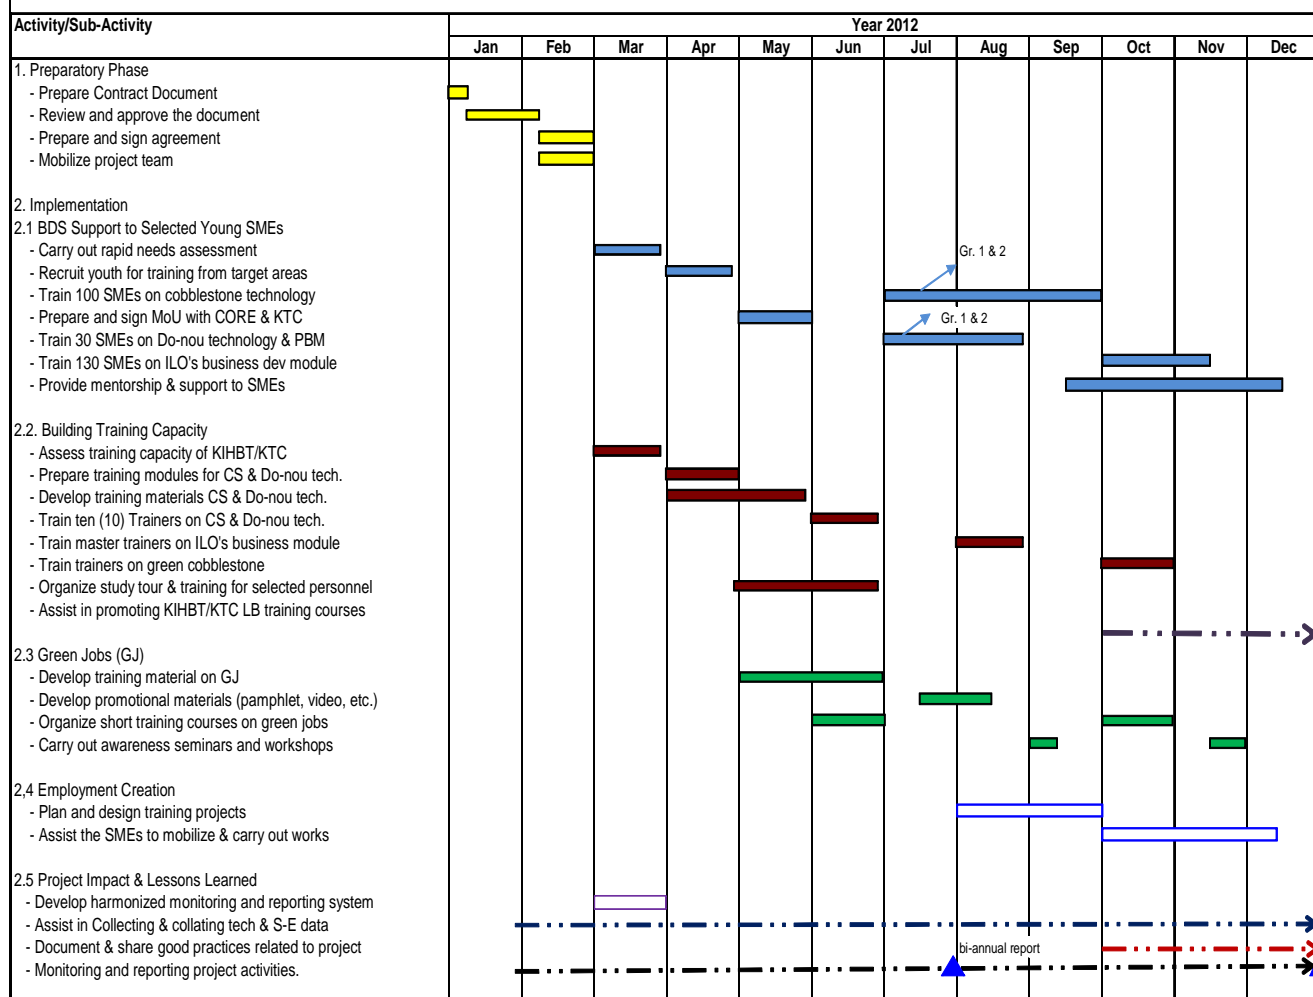 Activity/Sub-Activity
Year 2012
Jan Feb Mar Apr May Jun Jul Aug Sep Oct Nov Dec
1. Preparatory Phase
- Prepare Contract Document
- Review and approve the document
- Prepare and sign agreement
- Mobilize project team
2. Implementation
2.1 BDS Support to Selected Young SMEs
- Carry out rapid needs assessment
Gr. 1 & 2
- Recruit youth for training from target areas
- Train 100 SMEs on cobblestone technology
- Prepare and sign MoU with CORE & KTC
Gr. 1 & 2
- Train 30 SMEs on Do-nou technology & PBM
- Train 130 SMEs on ILO's business dev module
- Provide mentorship & support to SMEs
2.2. Building Training Capacity
- Assess training capacity of KIHBT/KTC
- Prepare training modules for CS & Do-nou tech.
- Develop training materials CS & Do-nou tech.
- Train ten (10) Trainers on CS & Do-nou tech.
- Train master trainers on ILO's business module
- Train trainers on green cobblestone
- Organize study tour & training for selected personnel
- Assist in promoting KIHBT/KTC LB training courses
2.3 Green Jobs (GJ)
- Develop training material on GJ
- Develop promotional materials (pamphlet, video, etc.)
- Organize short training courses on green jobs
- Carry out awareness seminars and workshops
2,4 Employment Creation
- Plan and design training projects
- Assist the SMEs to mobilize & carry out works
2.5 Project Impact & Lessons Learned
- Develop harmonized monitoring and reporting system
- Assist in Collecting & collating tech & S-E data
- Document & share good practices related to project
bi-annual report
- Monitoring and reporting project activities.